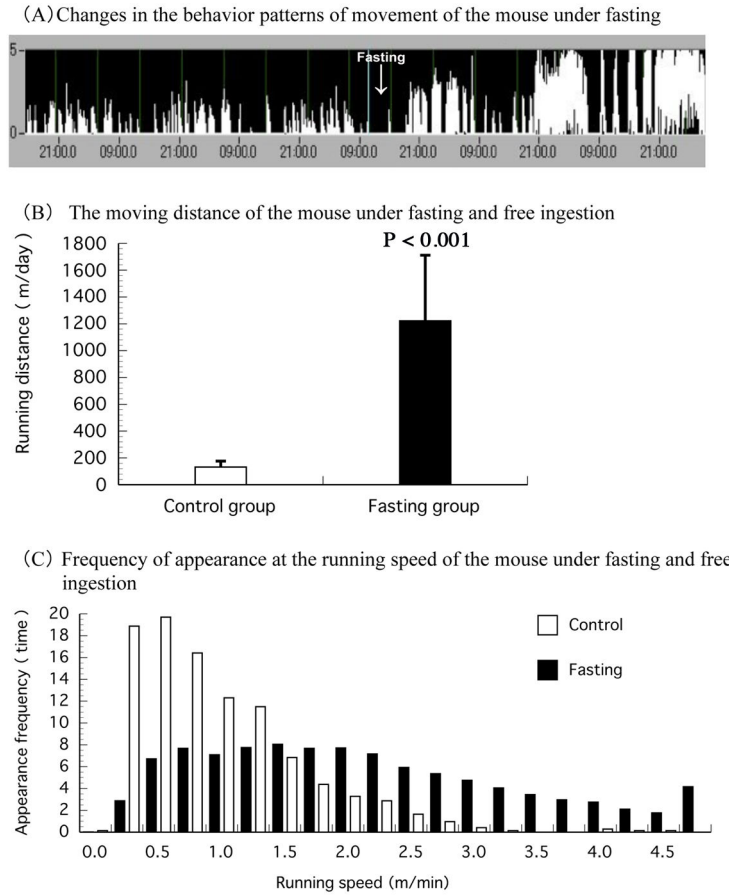 （A）Changes in the behavior patterns of movement of the mouse under fasting
5
Fasting
0
21:00.0 09:00.0 21:00.0 09:00.0 21:00.0 09:00.0 21:00.0 09:00.0 21:00.0 09:00.0 21:00.0
（B） The moving distance of the mouse under fasting and free ingestion
Running distance ( m/day )
1800
1600
1400
1200
1000
800
600
400
200
0
P < 0.001
Control group Fasting group
（C）Frequency of appearance at the running speed of the mouse under fasting and free
ingestion
Appearance frequency ( time )
20
18
16
14
12
10
8
6
4
2
0
Control
Fasting
0.0 0.5 1.0 1.5 2.0 2.5 3.0 3.5 4.0 4.5
Running speed (m/min)